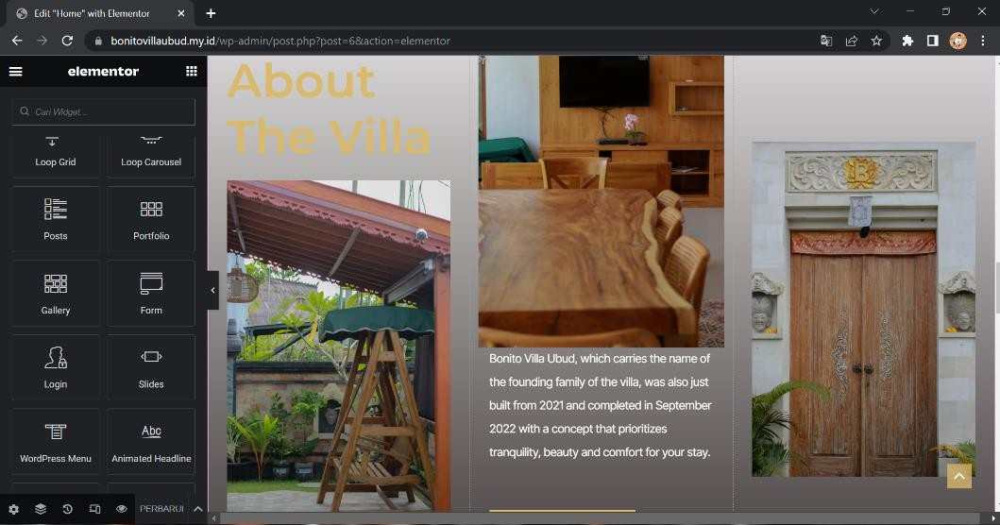 Edit "Home" with Elementor
bonitovillaubud.my.id/wp-admin/post.php?post=6&action=elementor
elementor
Cari Widget...
Loop Grid
Loop Carousel
Posts
Portfolio
Gallery
Form
Login
Slides
WordPress Menu
Abc
Animated Headline
PERBARUI
About
The Villa
Bonito Villa Ubud, which carries the name of
the founding family of the villa, was also just
built from 2021 and completed in September
2022 with a concept that prioritizes
tranquility, beauty and comfort for your stay.
B